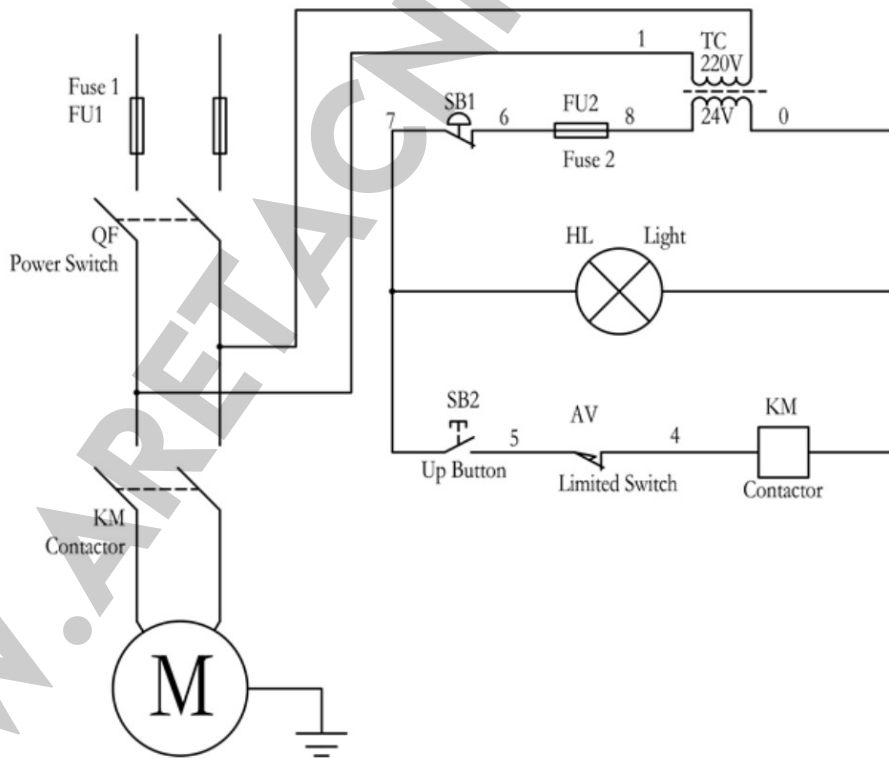 Fuse 1
FU1
QF
Power Switch
KM
Contactor
M
1
TC
220V
24V
0
7
SB1
6
FU2
8
Fuse 2
HL Light
SB2
5
AV
4
KM
Up Button
Limited Switch
Contactor
W.ARETACN